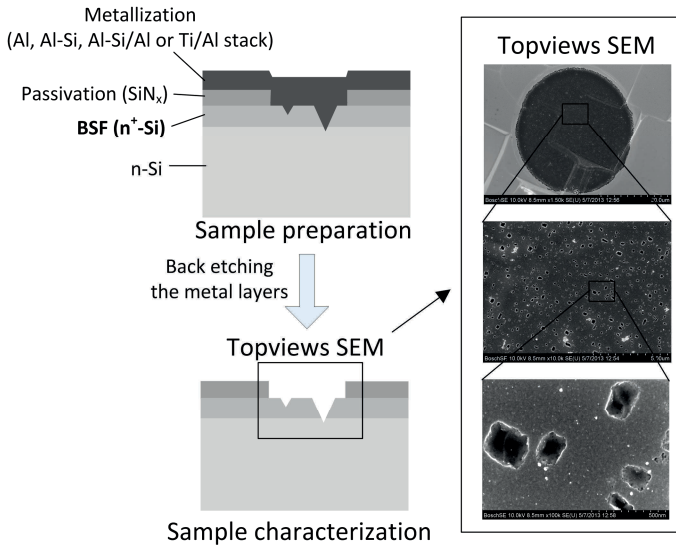 Metallization
(Al, Al-Si, Al-Si/Al or Ti/Al stack)
Passivation (SiNx)
BSF (n+-Si)
n-Si
Sample preparation
Back etching
the metal layers
Topviews SEM
Sample characterization
Topviews SEM
BoschSE 10.0kV 8.5mm x1.50k SE(U) 5/7/2013 12:56
BoschSF 10.0kV 8.5mm x10.0k SE(U) 5/7/2013 12:54
BoschSE 10.0kV 8.5mm x100k SE(U) 5/7/2013 12:58 500nm